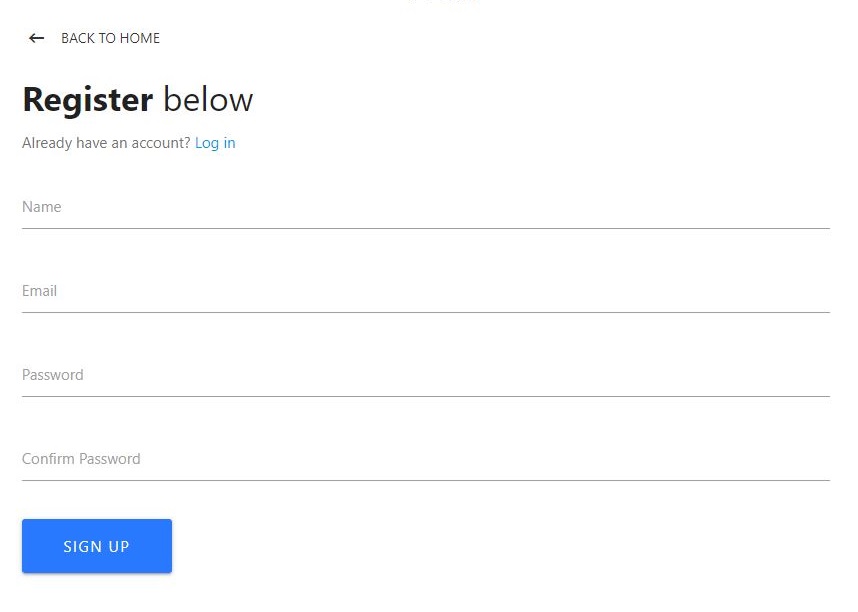 BACK TO HOME
Register below
Already have an account? Log in
Name
Email
Password
Confirm Password
SIGN UP